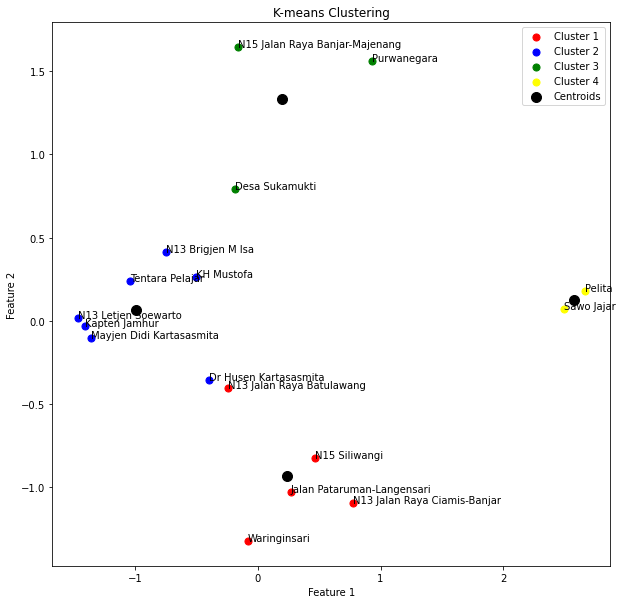 K-means Clustering
Cluster 1
Cluster 2
Cluster 3
Cluster 4
Centroids
N15 Jalan Raya Banjar-Majenang
Purwanegara
Desa Sukamukti
N13 Brigjen M Isa
KH Mustofa
Tentara Pelajar
Pelita
Sawo Jajar
N13 Letjen Soewarto
Kapten Jamhur
Mayjen Didi Kartasasmita
Dr Husen Kartasasmita
N13 Jalan Raya Batulawang
N15 Siliwangi
Jalan Pataruman-Langensari
N13 Jalan Raya Ciamis-Banjar
Waringinsari
Feature 2
1.5
1.0
0.5
0.0
−0.5
−1.0
−1
0
1
2
Feature 1